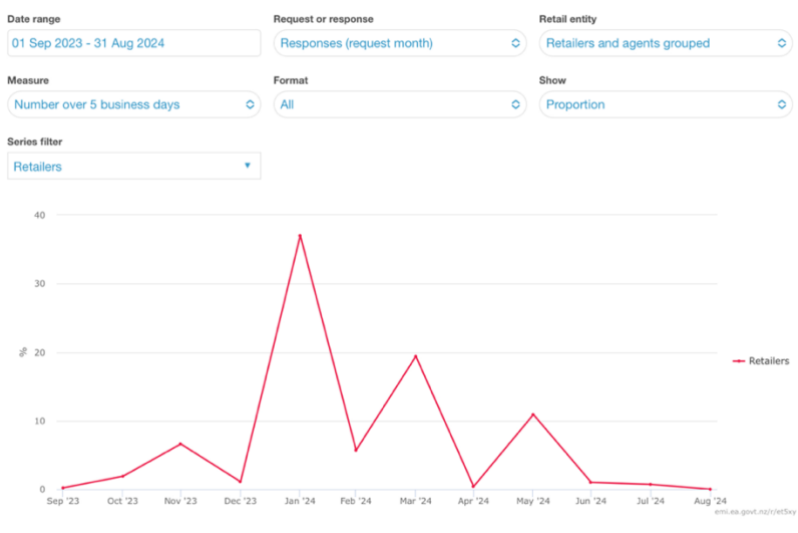 Date range
Request or response
Retail entity
01 Sep 2023 - 31 Aug 2024
Responses (request month)
Retailers and agents grouped
Measure
Format
Show
Number over 5 business days
All
Proportion
Series filter
Retailers
40
30
20
10
0
%
Retailers
Sep '23 Oct '23 Nov '23 Dec '23 Jan '24 Feb '24 Mar '24 Apr '24 May '24 Jun '24 Jul '24 Aug '24
emi.ea.govt.nz/r/et5xy